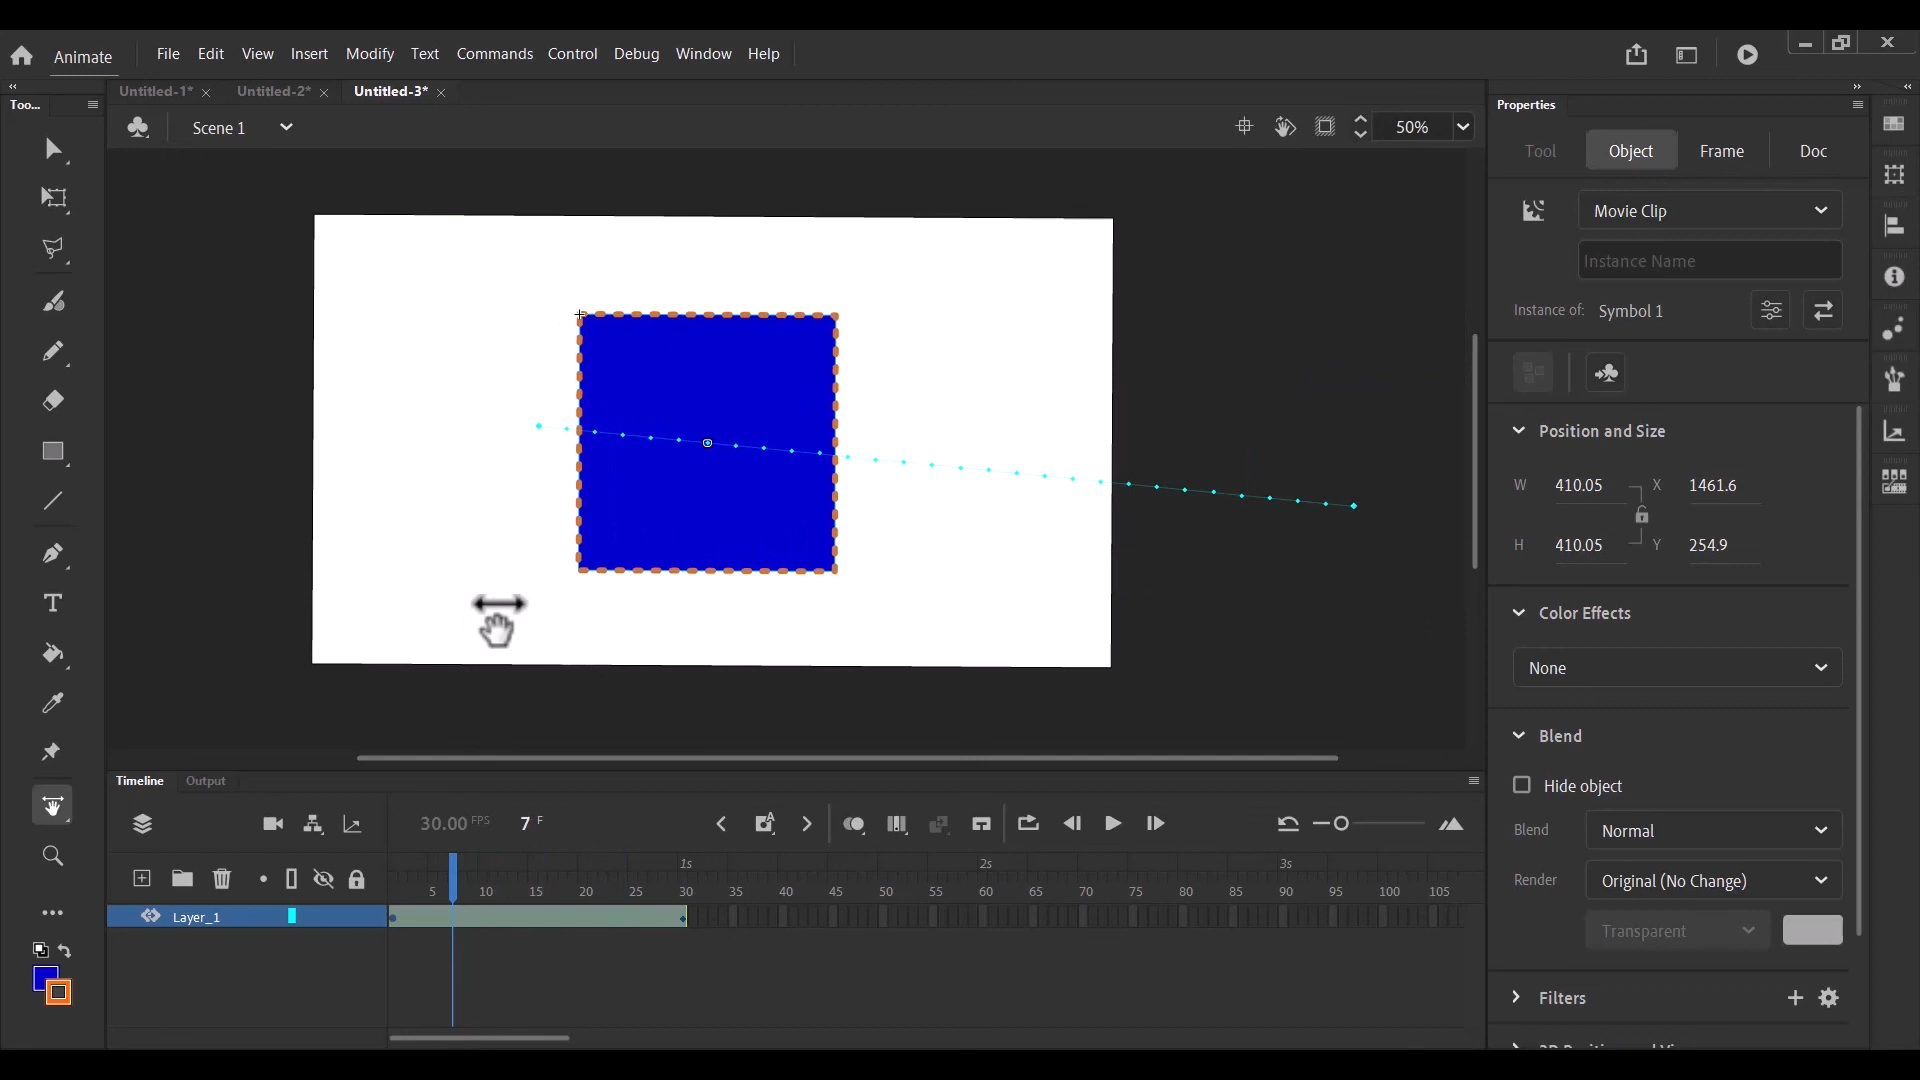 Animate File Edit View Insert Modify Text Commands Control Debug Window Help
Too...
Untitled-1* Untitled-2* Untitled-3*
Properties
Scene 1
50%
Tool Object Frame Doc
Movie Clip
Instance Name
Instance of: Symbol 1
Position and Size
W 410.05 X 1461.6
H 410.05 Y 254.9
Color Effects
None
Blend
Hide object
Blend Normal
Render Original (No Change)
Transparent
Filters
Timeline Output
30.00 FPS 7 F
1s 2s 3s
5 10 15 20 25 30 35 40 45 50 55 60 65 70 75 80 85 90 95 100 105
Layer_1